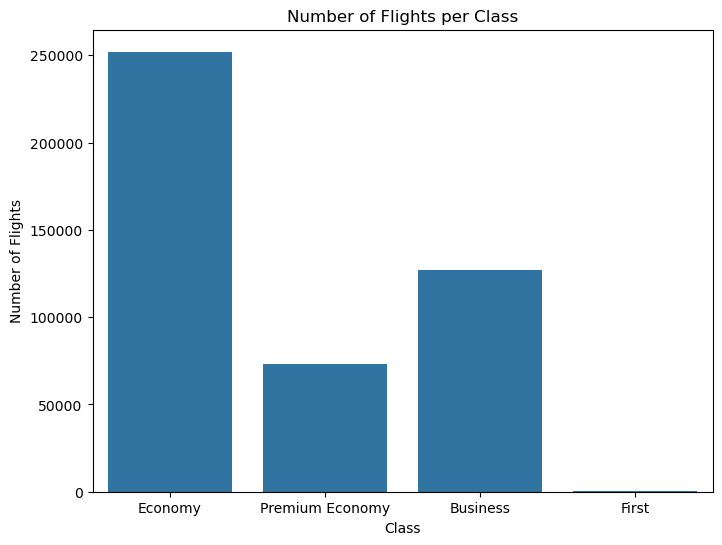 Number of Flights per Class
Number of Flights
250000
200000
150000
100000
50000
0
Economy
Premium Economy
Business
First
Class